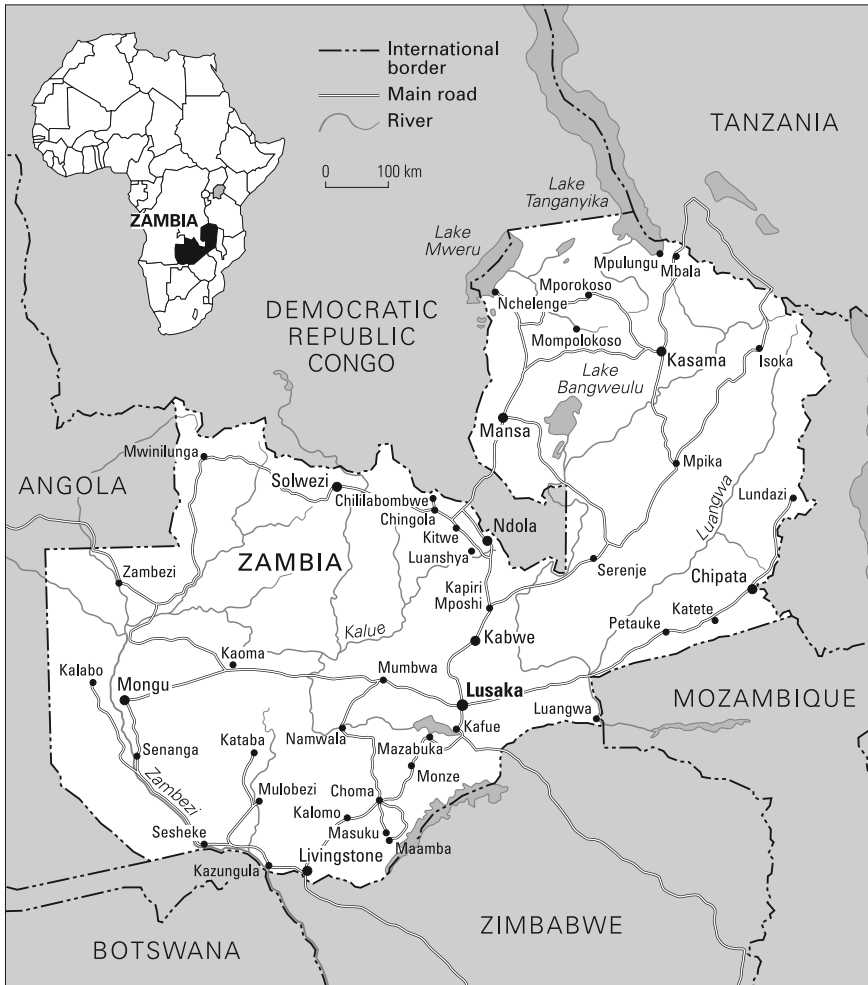 International
border
Main road
River
0 100 km
ZAMBIA
TANZANIA
Lake
Tanganyika
Lake
Mweru
Mpulungu
Mbala
Mporokoso
Nchelenge
DEMOCRATIC
REPUBLIC
CONGO
Mompolokoso
Kasama
Isoka
Lake
Bangweulu
Mansa
Mwinilunga
Mpika
ANGOLA
Solwezi
Chililabombwe
Chingola
Kitwe
Ndola
Luanshya
Luangwa
Lundazi
ZAMBIA
Zambezi
Serenje
Chipata
Kapiri
Mposhi
Katete
Petauke
Kalue
Kabwe
Kaoma
Kalabo
Mumbwa
Mongu
Lusaka
MOZAMBIQUE
Luangwa
Kafue
Namwala
Kataba
Mazabuka
Senanga
Monze
Zambezi
Mulobezi
Choma
Kalomo
Masuku
Maamba
Sesheke
Livingstone
Kazungula
ZIMBABWE
BOTSWANA